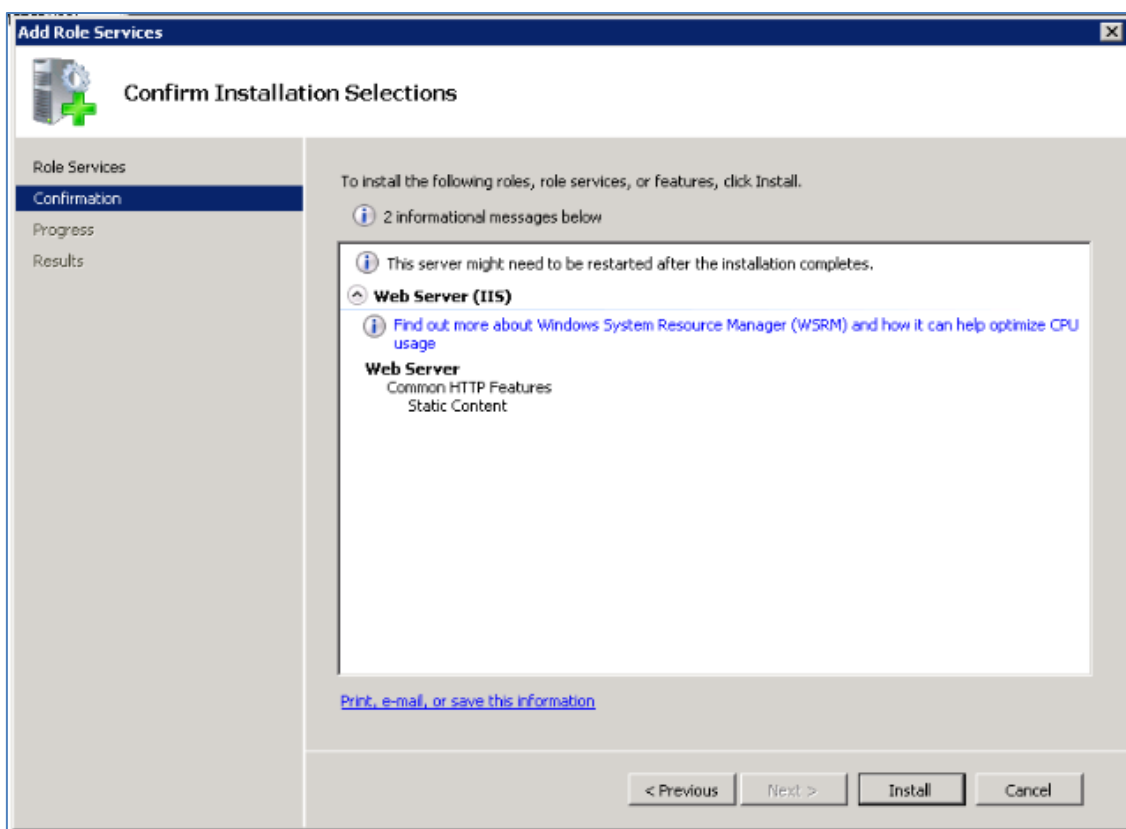 Add Role Services
Confirm Installation Selections
Role Services
Confirmation
Progress
Results
To install the following roles, role services, or features, click Install.
2 informational messages below
This server might need to be restarted after the installation completes.
Web Server (IIS)
Find out more about Windows System Resource Manager (WSRM) and how it can help optimize CPU
usage
Web Server
Common HTTP Features
Static Content
Print, e-mail, or save this information
< Previous
Next >
Install
Cancel